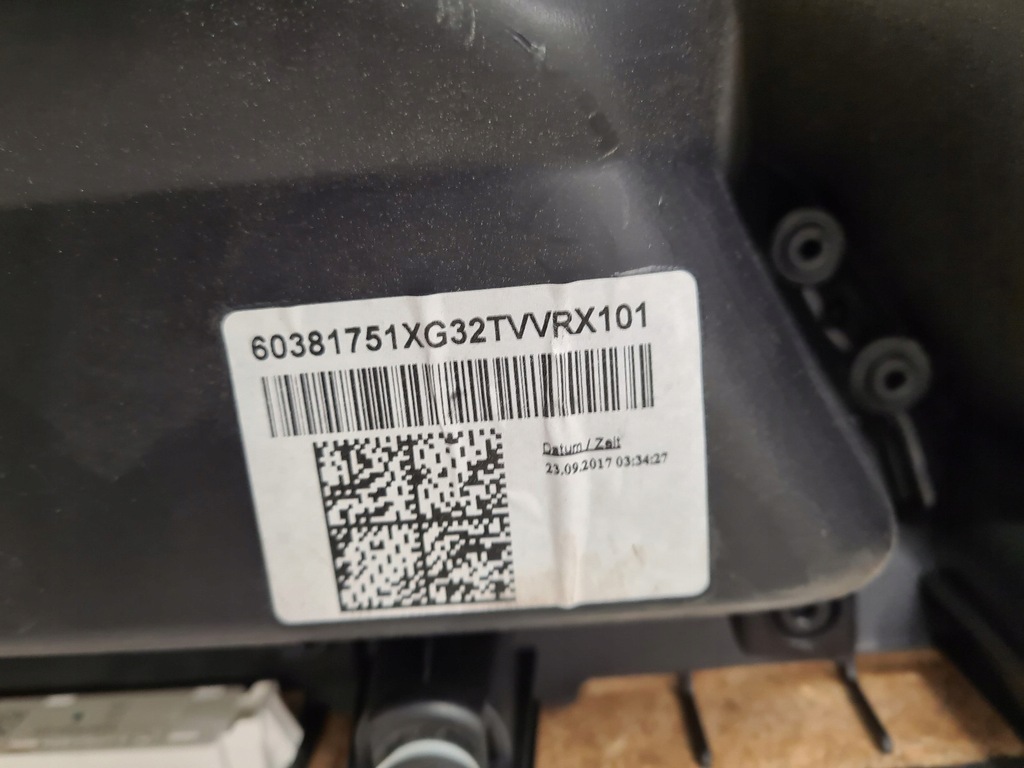 60381751XG32TVVRX101
Datum / Zeit
23.09.2017 03:34:27